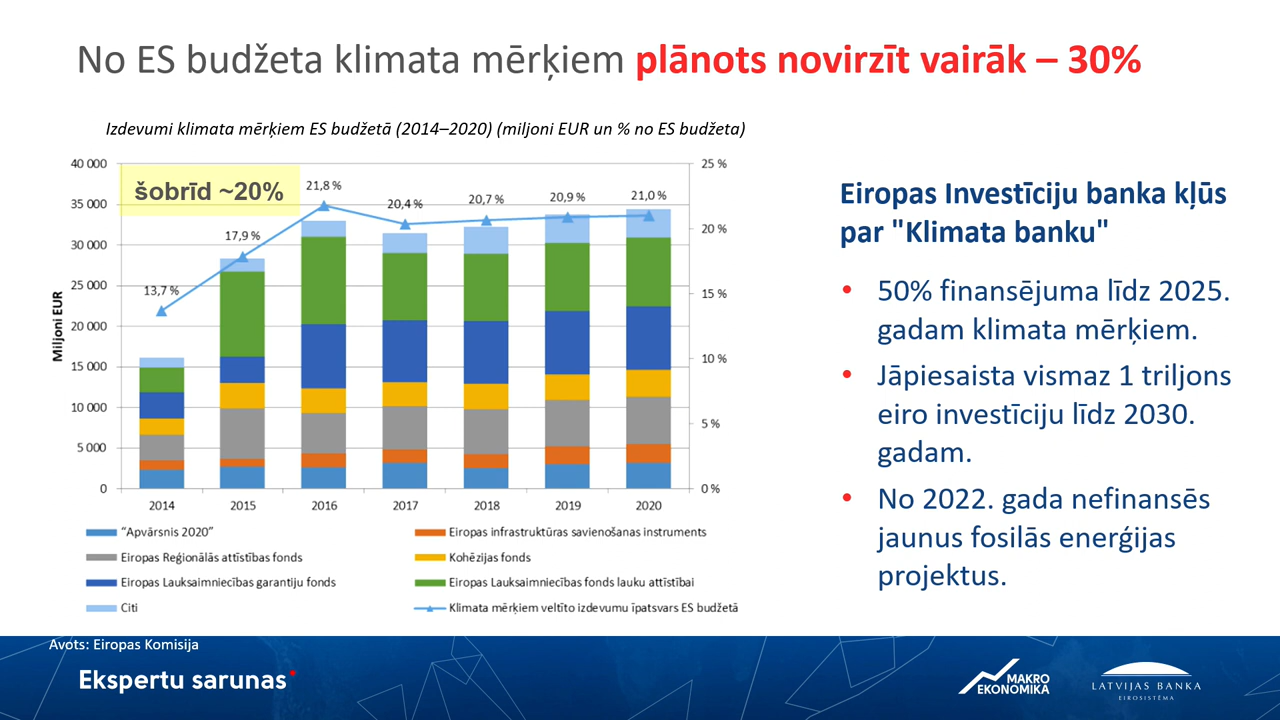 No ES budžeta klimata mērķiem plānots novirzīt vairāk – 30%
Izdevumi klimata mērķiem ES budžetā (2014–2020) (miljoni EUR un % no ES budžeta)
šobrīd ~20%
Miljoni EUR
40 000
35 000
30 000
25 000
20 000
15 000
10 000
5 000
0
13,7 %
17,9 %
21,8 %
20,4 %
20,7 %
20,9 %
21,0 %
25 %
20 %
15 %
10 %
5 %
0 %
2014 2015 2016 2017 2018 2019 2020
"Apvārsnis 2020"
Eiropas infrastruktūras savienošanas instruments
Eiropas Reģionālās attīstības fonds
Kohēzijas fonds
Eiropas Lauksaimniecības garantiju fonds
Eiropas Lauksaimniecības fonds lauku attīstībai
Citi
Klimata mērķiem veltīto izdevumu īpatsvars ES budžetā
Eiropas Investīciju banka kļūs
par "Klimata banku"
• 50% finansējuma līdz 2025.
gadam klimata mērķiem.
• Jāpiesaista vismaz 1 triljons
eiro investīciju līdz 2030.
gadam.
• No 2022. gada nefinansēs
jaunus fosilās enerģijas
projektus.
Avots: Eiropas Komisija
Ekspertu sarunas
MAKRO
EKONOMIKA
LATVIJAS BANKA
EIROSISTĒMA